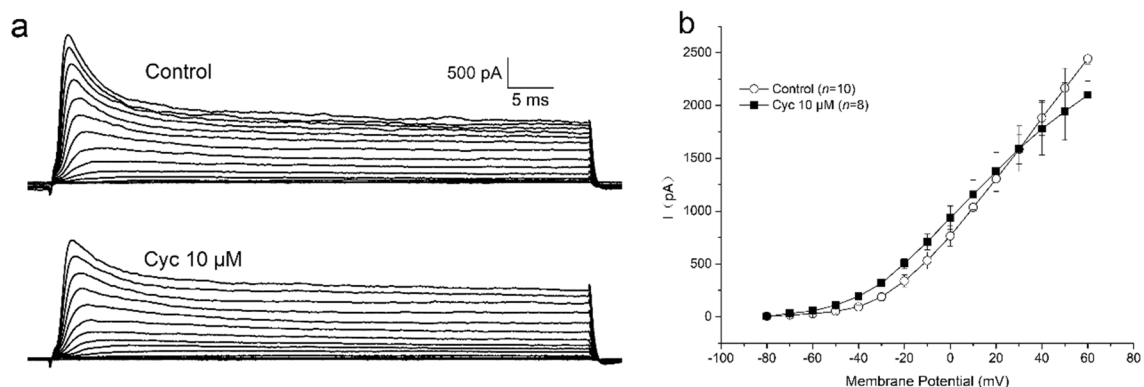 a
Control
500 pA
5 ms
Cyc 10 μM
b
Control (n=10)
Cyc 10 μM (n=8)
I (pA)
2500
2000
1500
1000
500
0
-100 -80 -60 -40 -20 0 20 40 60 80
Membrane Potential (mV)